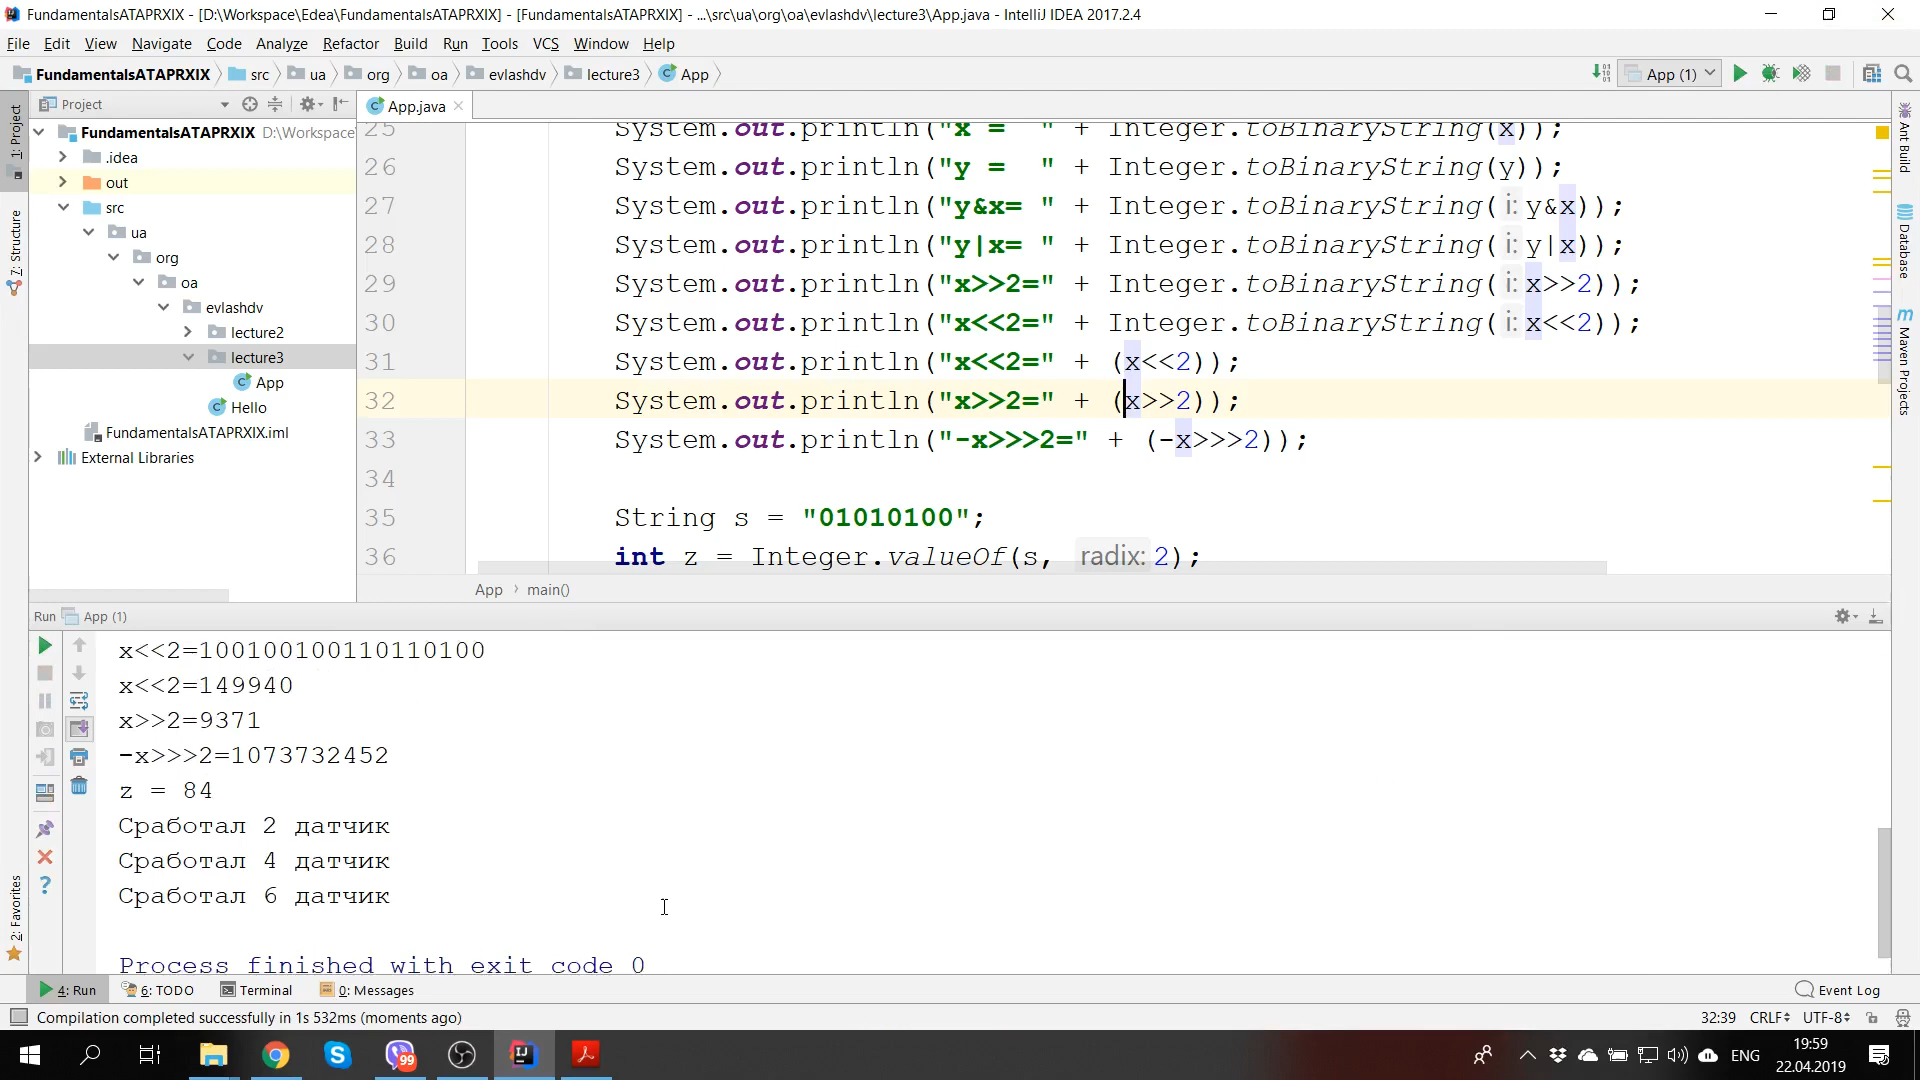 FundamentalsATAPRXIX - [D:\Workspace\Edea\FundamentalsATAPRXIX] - [FundamentalsATAPRXIX] - ...\src\ua\org\oa\evlashdv\lecture3\App.java - IntelliJ IDEA 2017.2.4
File Edit View Navigate Code Analyze Refactor Build Run Tools VCS Window Help
FundamentalsATAPRXIX src ua org oa evlashdv lecture3 App
App (1)
Project
App.java
1: Project
7: Structure
2: Favorites
FundamentalsATAPRXIX D:\Workspace
.idea
out
src
ua
org
oa
evlashdv
lecture2
lecture3
App
Hello
FundamentalsATAPRXIX.iml
External Libraries
25 System.out.println("x =  " + Integer.toBinaryString(x));
26 System.out.println("y =  " + Integer.toBinaryString(y));
27 System.out.println("y&x= " + Integer.toBinaryString( i: y&x));
28 System.out.println("y|x= " + Integer.toBinaryString( i: y|x));
29 System.out.println("x>>2=" + Integer.toBinaryString( i: x>>2));
30 System.out.println("x<<2=" + Integer.toBinaryString( i: x<<2));
31 System.out.println("x<<2=" + (x<<2));
32 System.out.println("x>>2=" + (x>>2));
33 System.out.println("-x>>>2=" + (-x>>>2));
34
35 String s = "01010100";
36 int z = Integer.valueOf(s, radix: 2);
App main()
Ant Build
Database
Maven Projects
Run App (1)
x<<2=100100100110110100
x<<2=149940
x>>2=9371
-x>>>2=1073732452
z = 84
Сработал 2 датчик
Сработал 4 датчик
Сработал 6 датчик
Process finished with exit code 0
4: Run 6: TODO Terminal 0: Messages Event Log
Compilation completed successfully in 1s 532ms (moments ago) 32:39 CRLF UTF-8
99 ENG 19:59
22.04.2019